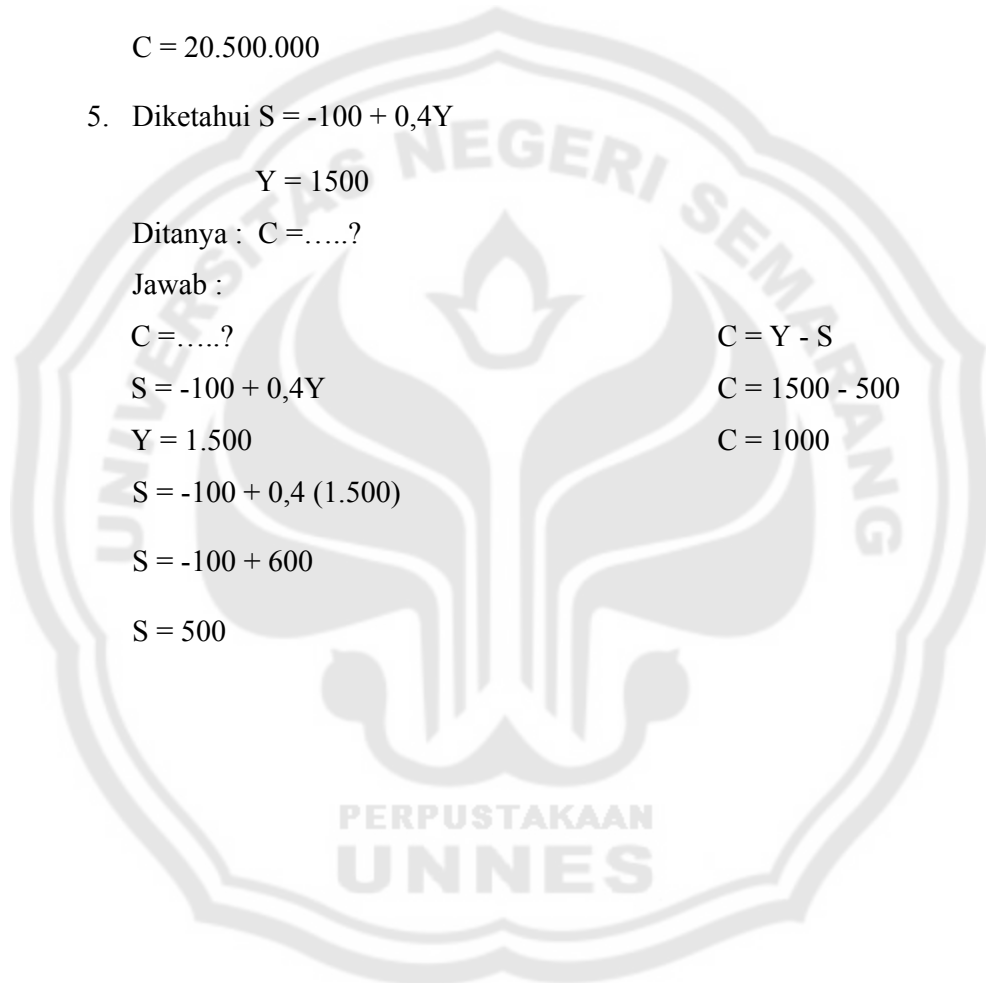 C = 20.500.000
5. Diketahui S = -100 + 0,4Y
Y = 1500
Ditanya : C =…..?
Jawab :
C =…..?
S = -100 + 0,4Y
Y = 1.500
S = -100 + 0,4 (1.500)
S = -100 + 600
S = 500
C = Y - S
C = 1500 - 500
C = 1000
UNIVERSITAS NEGERI SEMARANG
PERPUSTAKAAN
UNNES